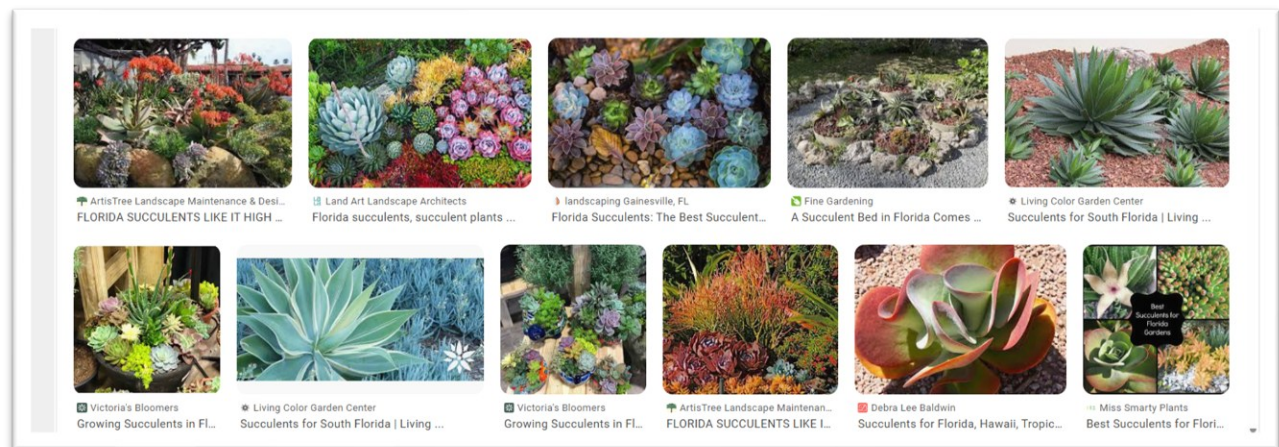 ArtisTree Landscape Maintenance & Desi...
FLORIDA SUCCULENTS LIKE IT HIGH ...
Land Art Landscape Architects
Florida succulents, succulent plants ...
landscaping Gainesville, FL
Florida Succulents: The Best Succulent...
Fine Gardening
A Succulent Bed in Florida Comes ...
Living Color Garden Center
Succulents for South Florida | Living ...
Best
Succulents for
Florida
Gardens
Victoria's Bloomers
Growing Succulents in Fl...
Living Color Garden Center
Succulents for South Florida | Living ...
Victoria's Bloomers
Growing Succulents in Fl...
ArtisTree Landscape Maintenan...
FLORIDA SUCCULENTS LIKE I...
Debra Lee Baldwin
Succulents for Florida, Hawaii, Tropic...
Miss Smarty Plants
Best Succulents for Flori...